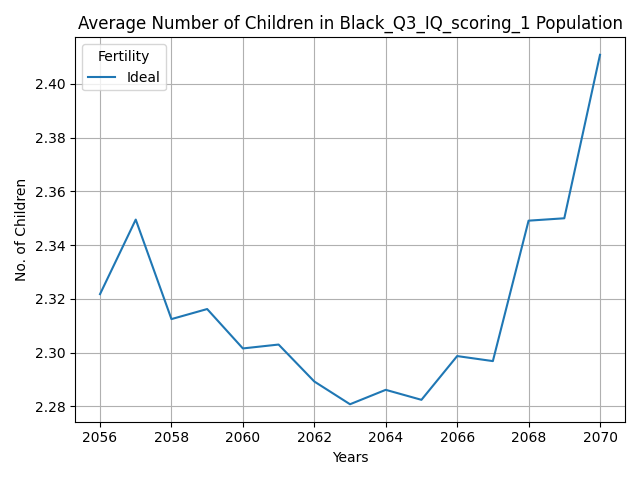 Average Number of Children in Black_Q3_IQ_scoring_1 Population
Fertility
Ideal
No. of Children
2.40
2.38
2.36
2.34
2.32
2.30
2.28
2056 2058 2060 2062 2064 2066 2068 2070
Years